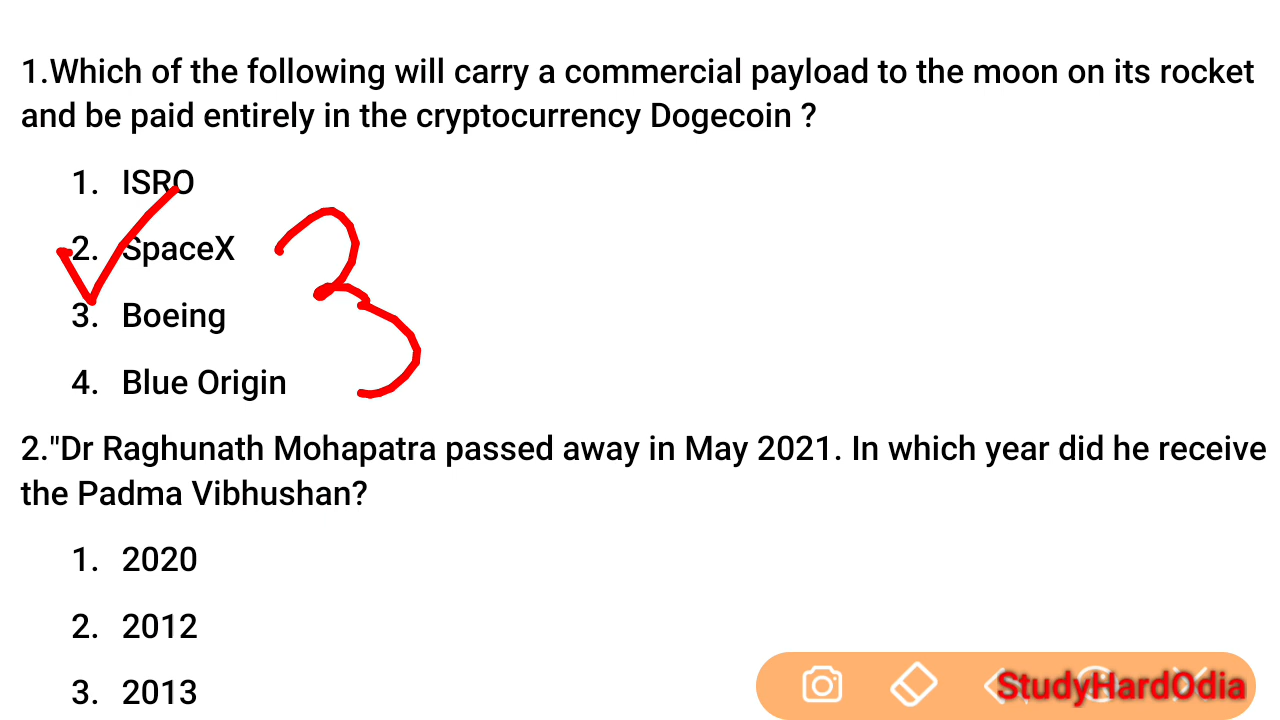 1.Which of the following will carry a commercial payload to the moon on its rocket
and be paid entirely in the cryptocurrency Dogecoin ?
1. ISRO
2. SpaceX
3. Boeing
4. Blue Origin
3
2."Dr Raghunath Mohapatra passed away in May 2021. In which year did he receive
the Padma Vibhushan?
1. 2020
2. 2012
3. 2013
StudyHardOdia